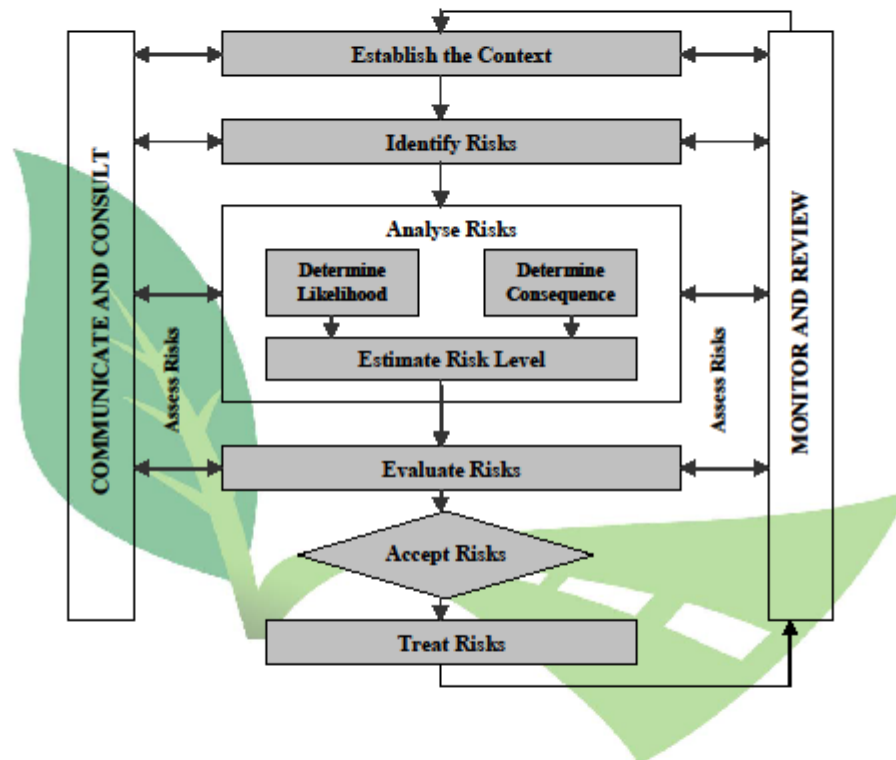 Establish the Context
Identify Risks
Analyse Risks
Determine
Likelihood
Determine
Consequence
Estimate Risk Level
Evaluate Risks
Accept Risks
Treat Risks
COMMUNICATE AND CONSULT
Assess Risks
Assess Risks
MONITOR AND REVIEW